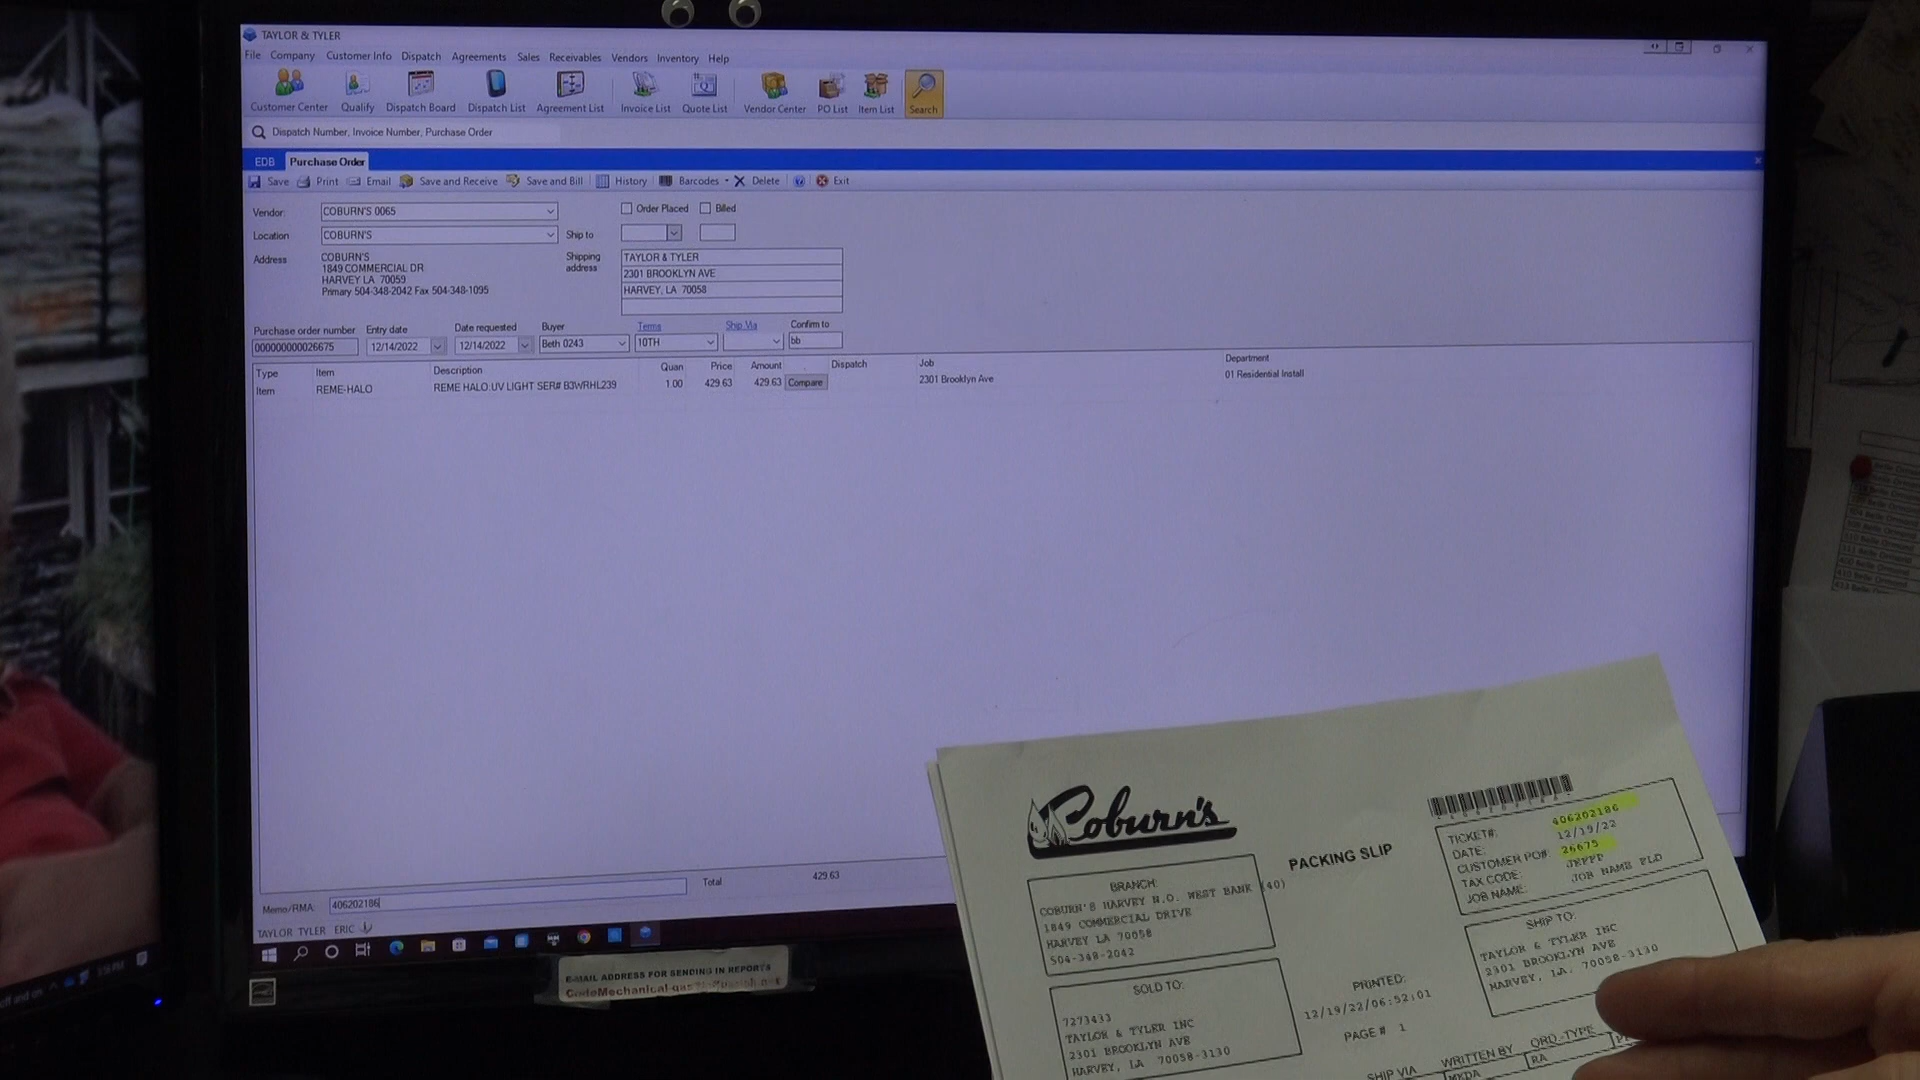 TAYLOR & TYLER
File Company Customer Info Dispatch Agreements Sales Receivables Vendors Inventory Help
Customer Center Qualify Dispatch Board Dispatch List Agreement List Invoice List Quote List Vendor Center PO List Item List Search
Dispatch Number, Invoice Number, Purchase Order
EDB Purchase Order
Save Print Email Save and Receive Save and Bill History Barcodes Delete Exit
Vendor: COBURN'S 0065 Order Placed Billed
Location COBURN'S Ship to
Address COBURN'S
1849 COMMERCIAL DR
HARVEY LA 70059
Primary 504-348-2042 Fax 504-348-1095
Shipping address
TAYLOR & TYLER
2301 BROOKLYN AVE
HARVEY, LA 70058
Purchase order number Entry date Date requested Buyer Terms Ship Via Confirm to
000000000026675 12/14/2022 12/14/2022 Beth 0243 10TH bb
Type Item Description Quan Price Amount Dispatch Job Department
Item REME-HALO REME HALO UV LIGHT SER# B3WRHL239 1.00 429.63 429.63 Compare 2301 Brooklyn Ave 01 Residential Install
Total 429.63
Memo/RMA: 406202186
TAYLOR TYLER ERIC
E-MAIL ADDRESS FOR SENDING IN REPORTS
Coburn's
PACKING SLIP
TICKET#: 406202186
DATE: 12/19/22
CUSTOMER PO#: 26675
TAX CODE: JEFFP
JOB NAME: JOB NAME FLD
BRANCH:
COBURN'S HARVEY N.O. WEST BANK (40)
1849 COMMERCIAL DRIVE
HARVEY LA 70058
504-348-2042
SHIP TO:
TAYLOR & TYLER INC
2301 BROOKLYN AVE
HARVEY, LA. 70058-3130
SOLD TO:
7273433
TAYLOR & TYLER INC
2301 BROOKLYN AVE
HARVEY, LA 70058-3130
PRINTED:
12/19/22/06:52:01
PAGE # 1
SHIP VIA WRITTEN BY ORD.-TYPE
RA